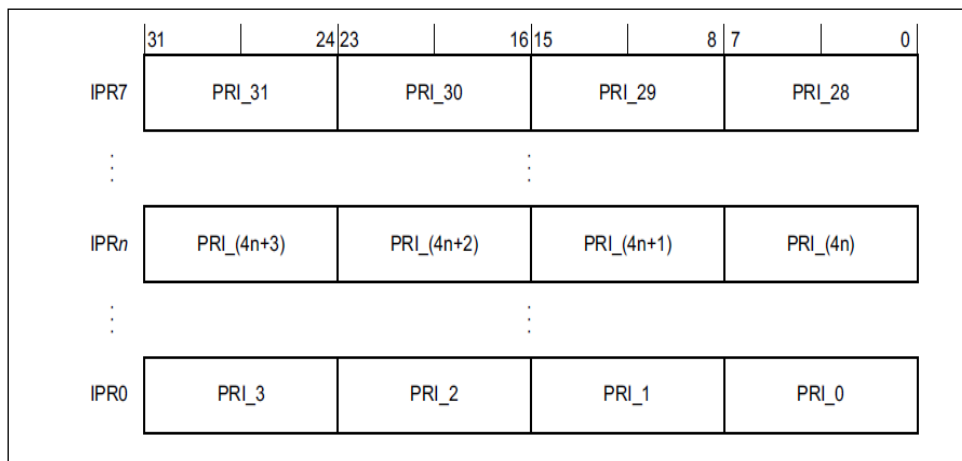 31 24 23 16 15 8 7 0
IPR7 PRI_31 PRI_30 PRI_29 PRI_28
IPRn PRI_(4n+3) PRI_(4n+2) PRI_(4n+1) PRI_(4n)
IPR0 PRI_3 PRI_2 PRI_1 PRI_0